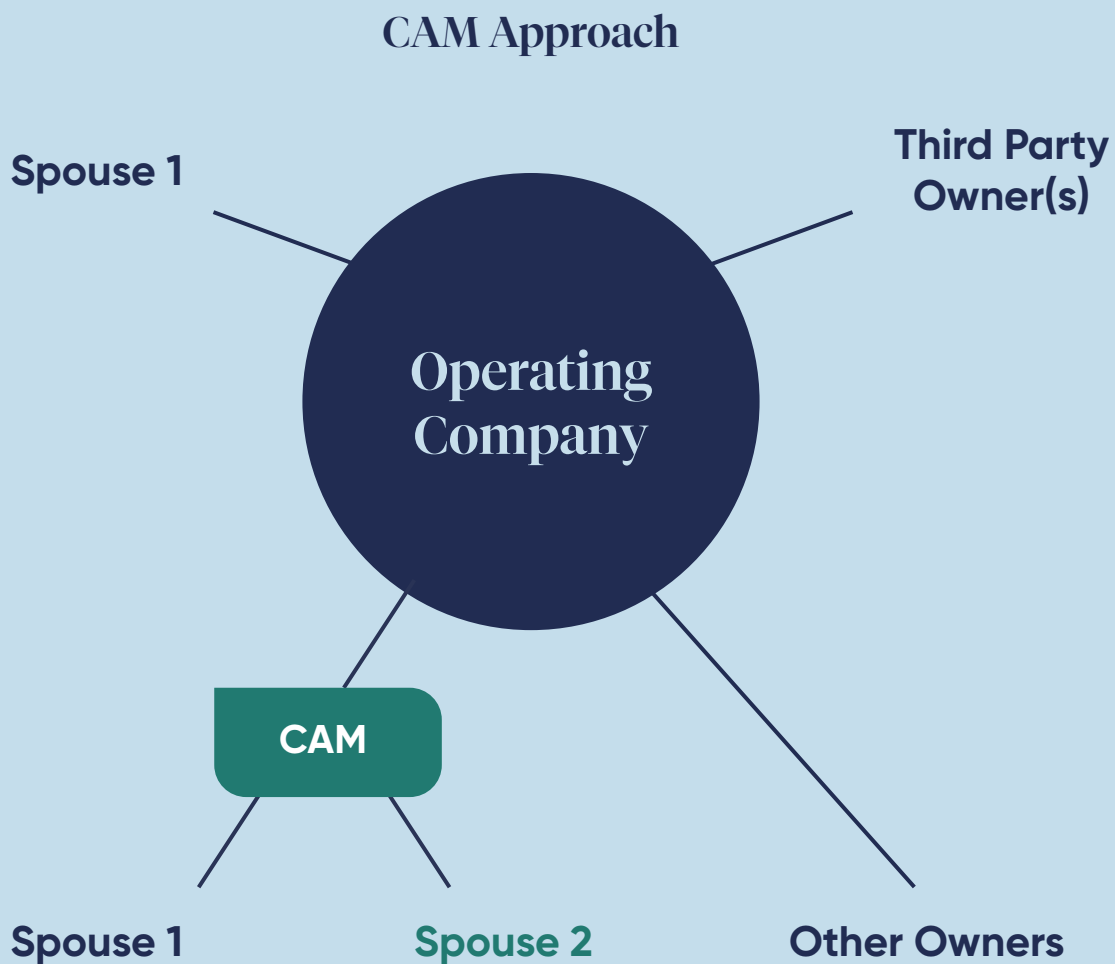 CAM Approach
Spouse 1
Third Party
Owner(s)
Operating
Company
CAM
Spouse 1
Spouse 2
Other Owners